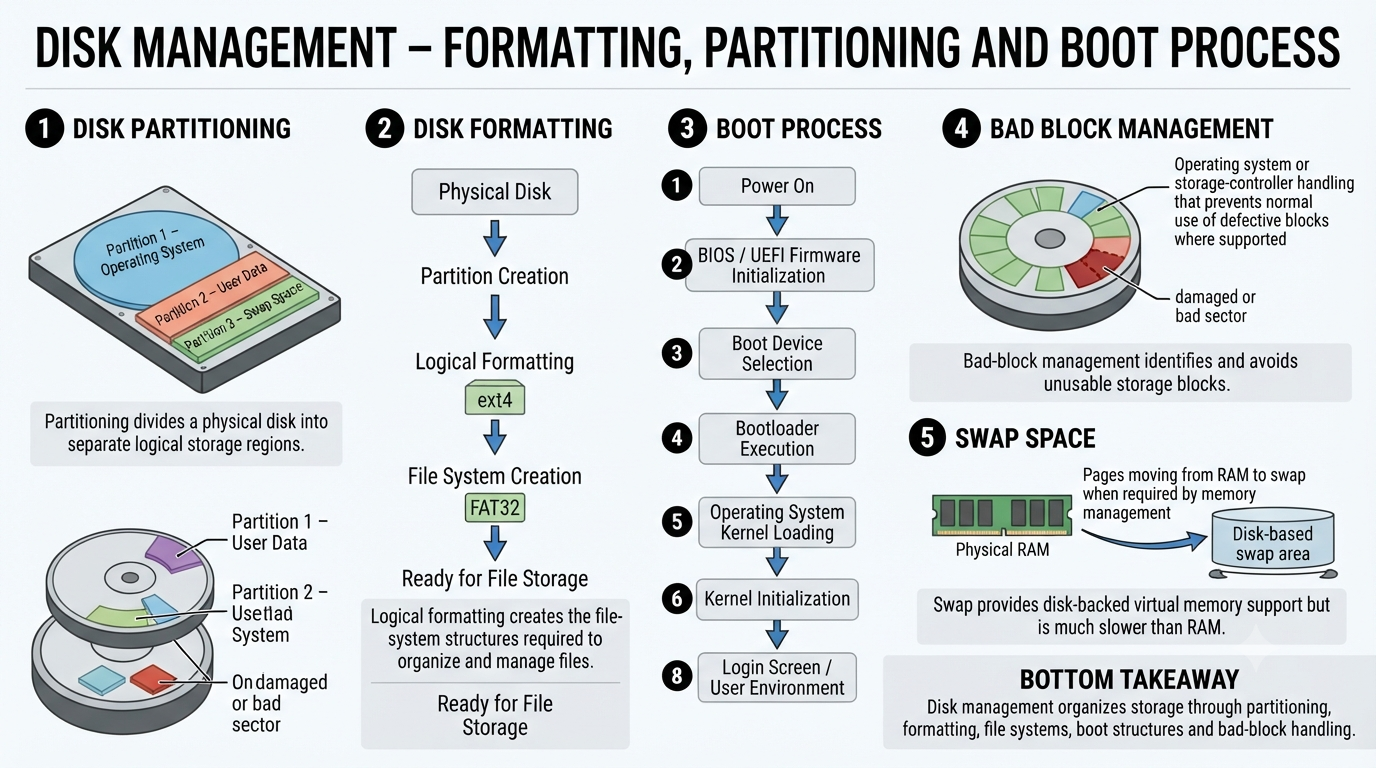 DISK MANAGEMENT – FORMATTING, PARTITIONING AND BOOT PROCESS
1 DISK PARTITIONING
Partition 1 –
Operating System
Partition 2 – User Data
Partition 3 – Swap Space
Partitioning divides a physical disk into
separate logical storage regions.
Partition 1 –
User Data
Partition 2 –
System
On damaged
or bad
sector
2 DISK FORMATTING
Physical Disk
Partition Creation
Logical Formatting
ext4
File System Creation
FAT32
Ready for File Storage
Logical formatting creates the file-
system structures required to
organize and manage files.
Ready for File
Storage
3 BOOT PROCESS
1 Power On
2 BIOS / UEFI Firmware
Initialization
3 Boot Device
Selection
4 Bootloader
Execution
5 Operating System
Kernel Loading
6 Kernel Initialization
8 Login Screen /
User Environment
4 BAD BLOCK MANAGEMENT
Operating system or
storage-controller handling
that prevents normal
use of defective blocks
where supported
damaged or
bad sector
Bad-block management identifies and avoids
unusable storage blocks.
5 SWAP SPACE
Pages moving from RAM to swap
when required by memory
management
Physical RAM
Disk-based
swap area
Swap provides disk-backed virtual memory support but
is much slower than RAM.
BOTTOM TAKEAWAY
Disk management organizes storage through partitioning,
formatting, file systems, boot structures and bad-block handling.